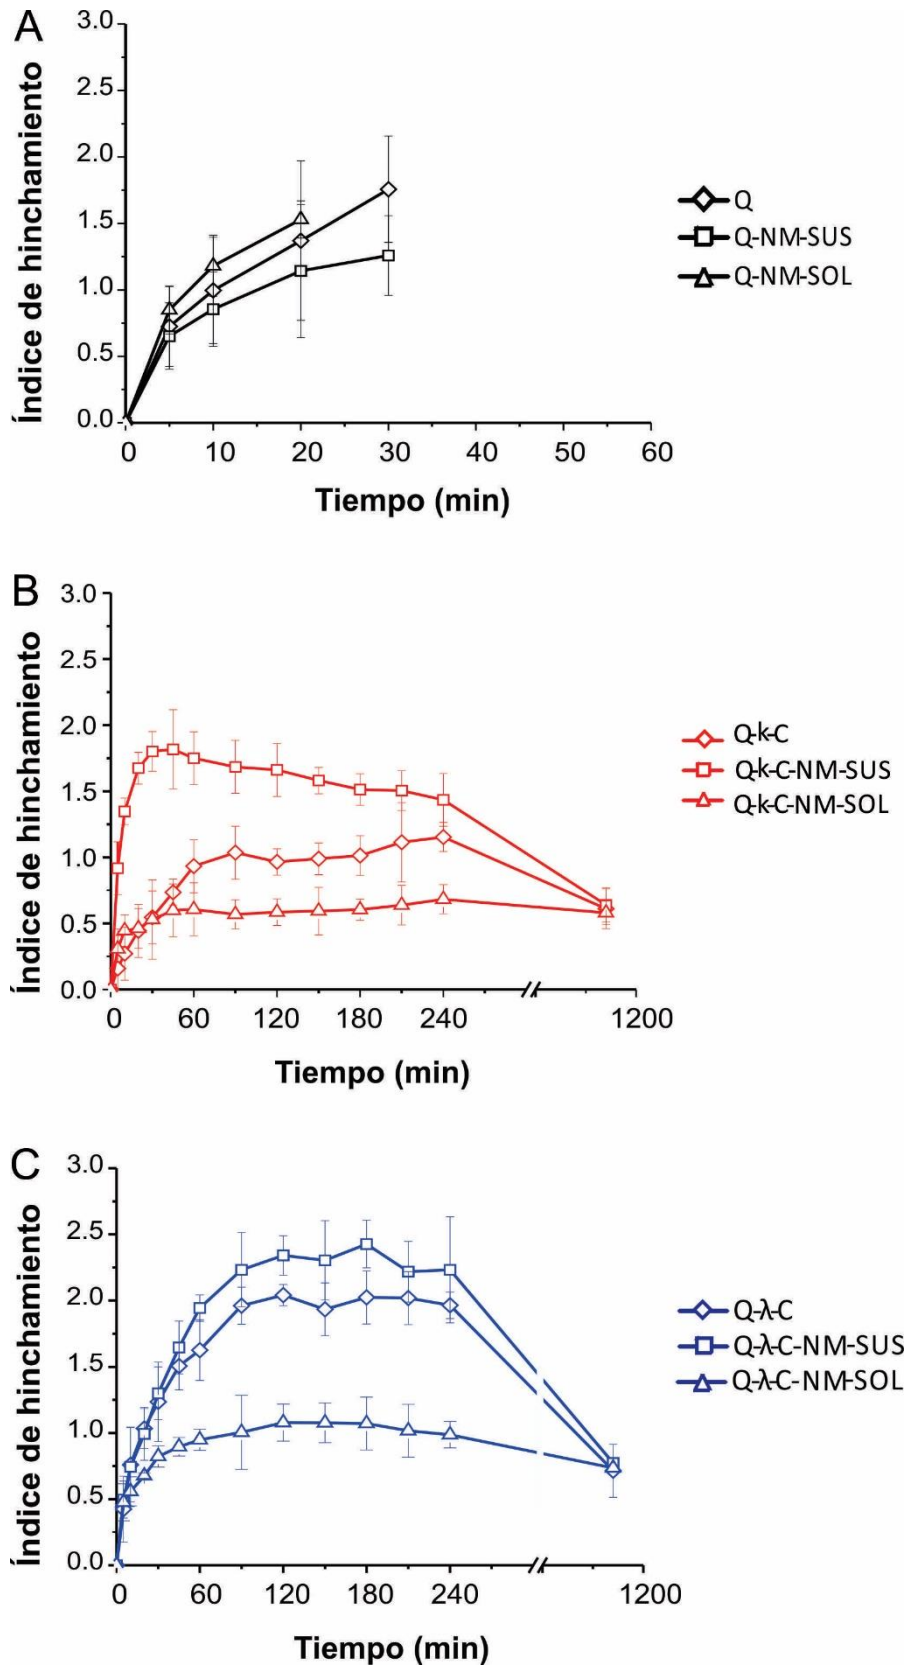 A
Índice de hinchamiento
3.0
2.5
2.0
1.5
1.0
0.5
0.0
0 10 20 30 40 50 60
Tiempo (min)
Q
Q-NM-SUS
Q-NM-SOL
B
Índice de hinchamiento
3.0
2.5
2.0
1.5
1.0
0.5
0.0
0 60 120 180 240 1200
Tiempo (min)
Q-k-C
Q-k-C-NM-SUS
Q-k-C-NM-SOL
C
Índice de hinchamiento
3.0
2.5
2.0
1.5
1.0
0.5
0.0
0 60 120 180 240 1200
Tiempo (min)
Q-λ-C
Q-λ-C-NM-SUS
Q-λ-C-NM-SOL